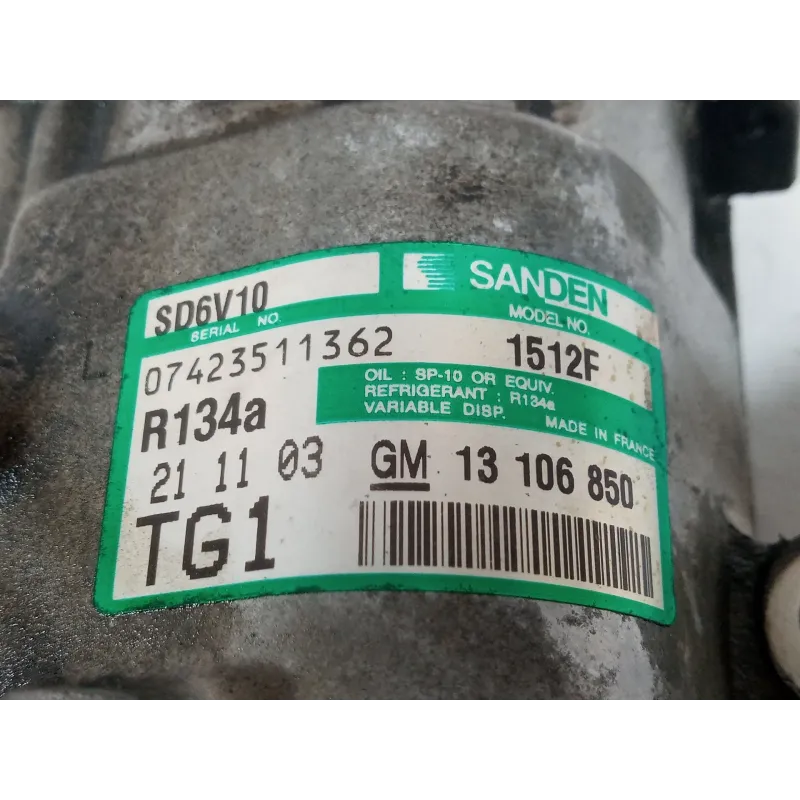 SD6V10
SANDEN
SERIAL NO.
MODEL NO.
07423511362
1512F
OIL : SP-10 OR EQUIV.
REFRIGERANT : R134a
VARIABLE DISP.
MADE IN FRANCE
R134a
21 11 03
GM 13 106 850
TG1